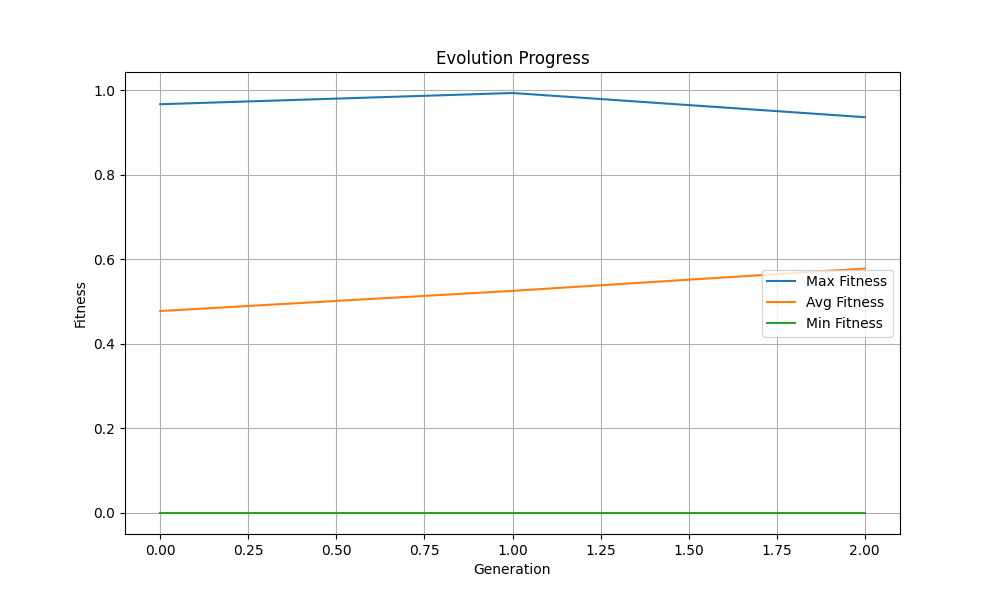 Evolution Progress
1.0
0.8
0.6
0.4
0.2
0.0
Fitness
Max Fitness
Avg Fitness
Min Fitness
0.00 0.25 0.50 0.75 1.00 1.25 1.50 1.75 2.00
Generation